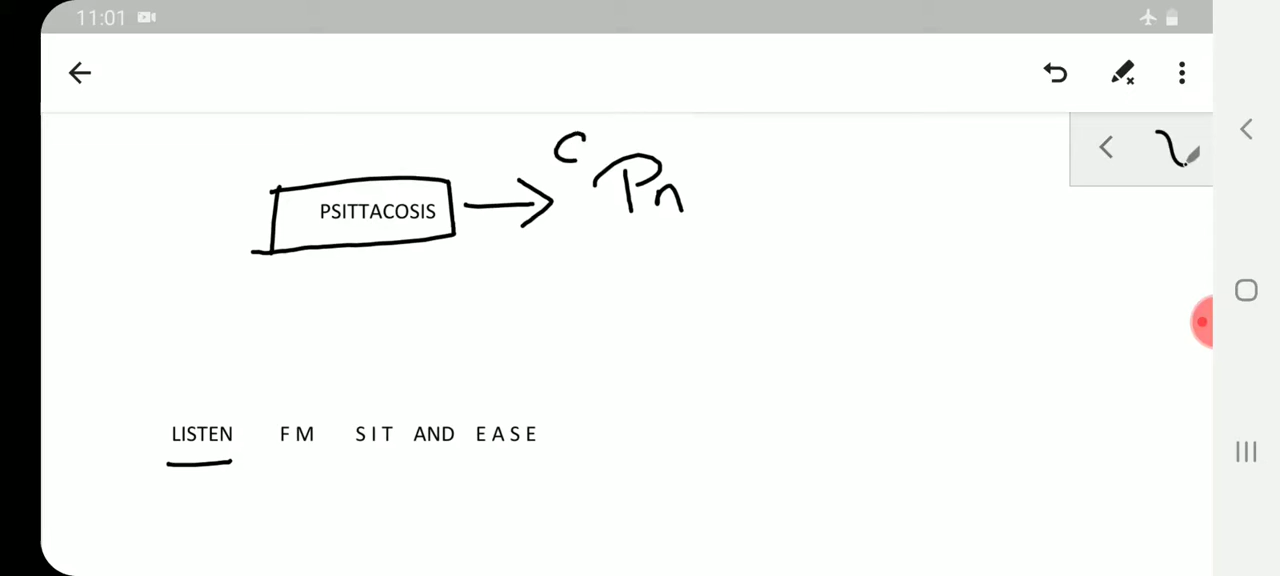 11:01
C
PSITTACOSIS
Pn
LISTEN FM SIT AND EASE